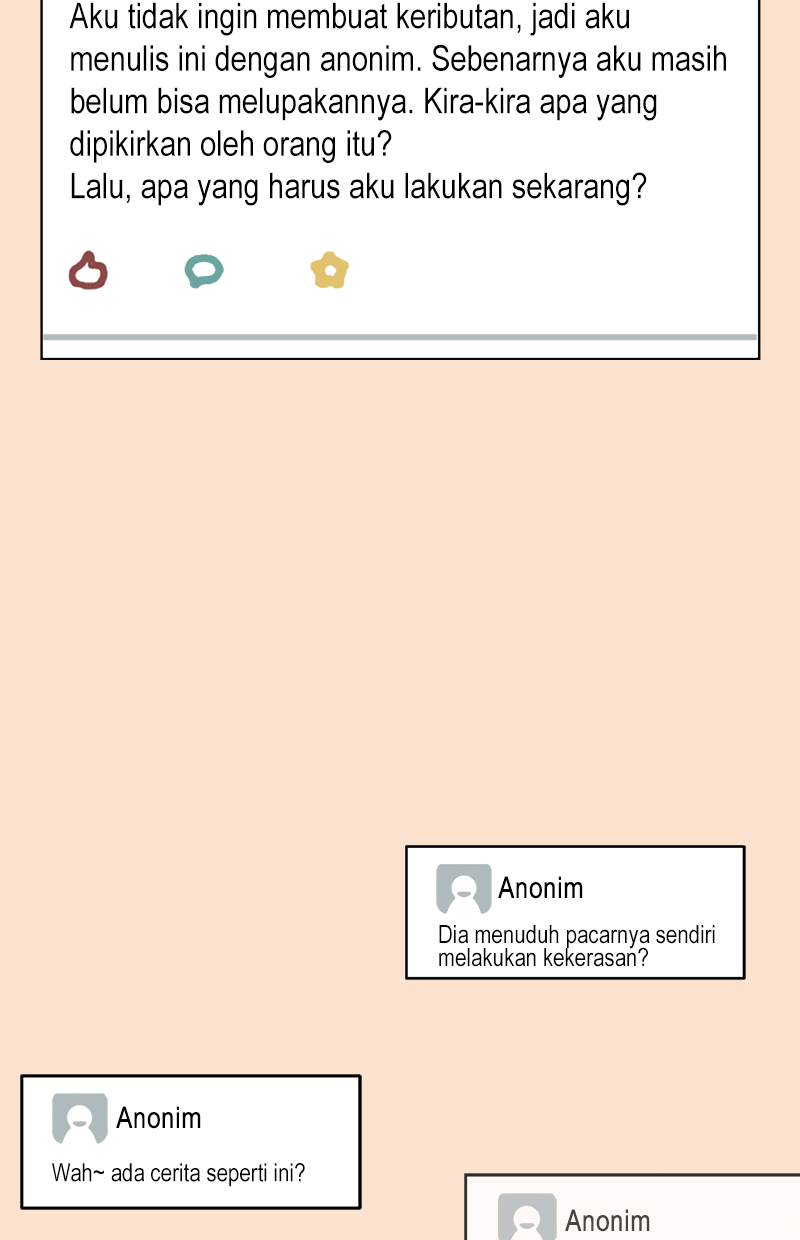 Aku tidak ingin membuat keributan, jadi aku
menulis ini dengan anonim. Sebenarnya aku masih
belum bisa melupakannya. Kira-kira apa yang
dipikirkan oleh orang itu?
Lalu, apa yang harus aku lakukan sekarang?
Anonim
Dia menuduh pacarnya sendiri
melakukan kekerasan?
Anonim
Wah~ ada cerita seperti ini?
Anonim